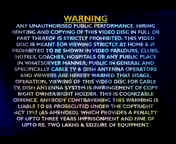 WARNING
ANY UNAUTHORISED PUBLIC PERFORMANCE, HIRING
RENTING AND COPYING OF THIS VIDEO DISC IN FULL OR
PART THEREOF IS STRICTLY PROHIBITED. THIS VIDEO
DISC IS MEANT FOR VIEWING STRICTLY AT HOME & IS
PROHIBITED TO BE SHOWN IN VIDEO PARLOURS, CLUBS,
HOTELS, COACHES, HOSPITALS OR ANY PUBLIC PLACE
IN WHATSOEVER MANNER. PUBLIC IN GENERAL AND
SPECIFICALLY CABLE T.V. & DISH ANTENNA OPERATORS
AND VIEWERS ARE HEREBY WARNED THAT USAGE,
OPERATION, VIEWING OF THIS VIDEO DISC FOR CABLE
TV, DISH ANTENNA SYSTEM IS INFRINGEMENT OF COPY
RIGHT OWNER/RIGHT HOLDER. THIS IS COGNIZABLE
OFFENCE. ANYBODY CONTRAVENING THIS WARNING IS
LIABLE TO BE PROSECUTED UNDER THE COPYRIGHT
ACT 1957 (AS AMENDED), WHICH PROVIDES A PENALTY
OF UPTO THREE YEARS IMPRISONMENT AND FINE OF
UPTO RS. TWO LAKHS & SEIZURE OF EQUIPMENT.